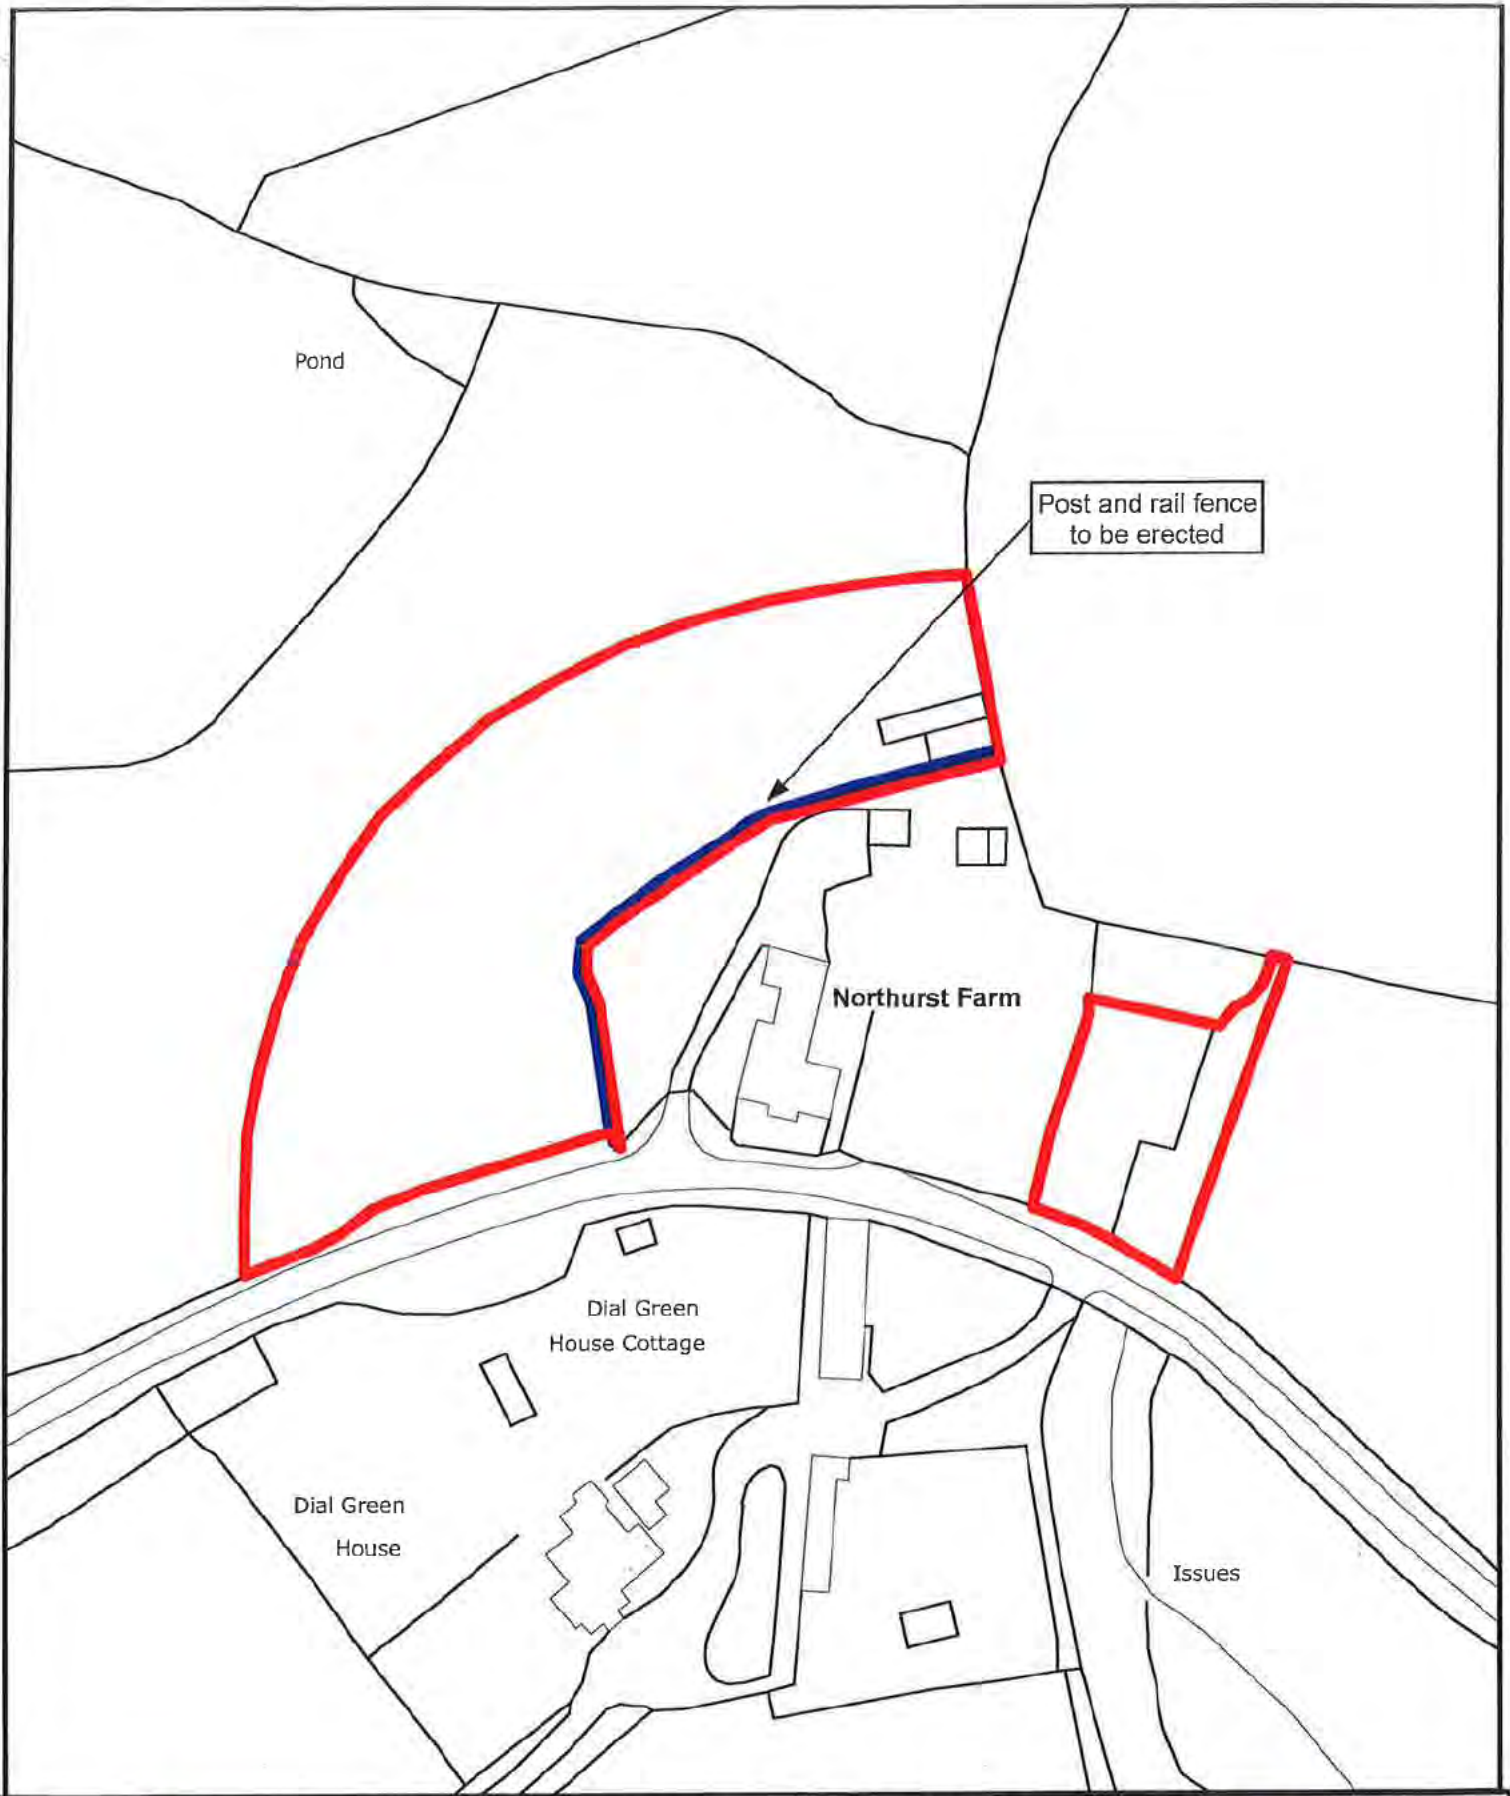 Pond
Post and rail fence
to be erected
Northurst Farm
Dial Green
House Cottage
Dial Green
House
Issues